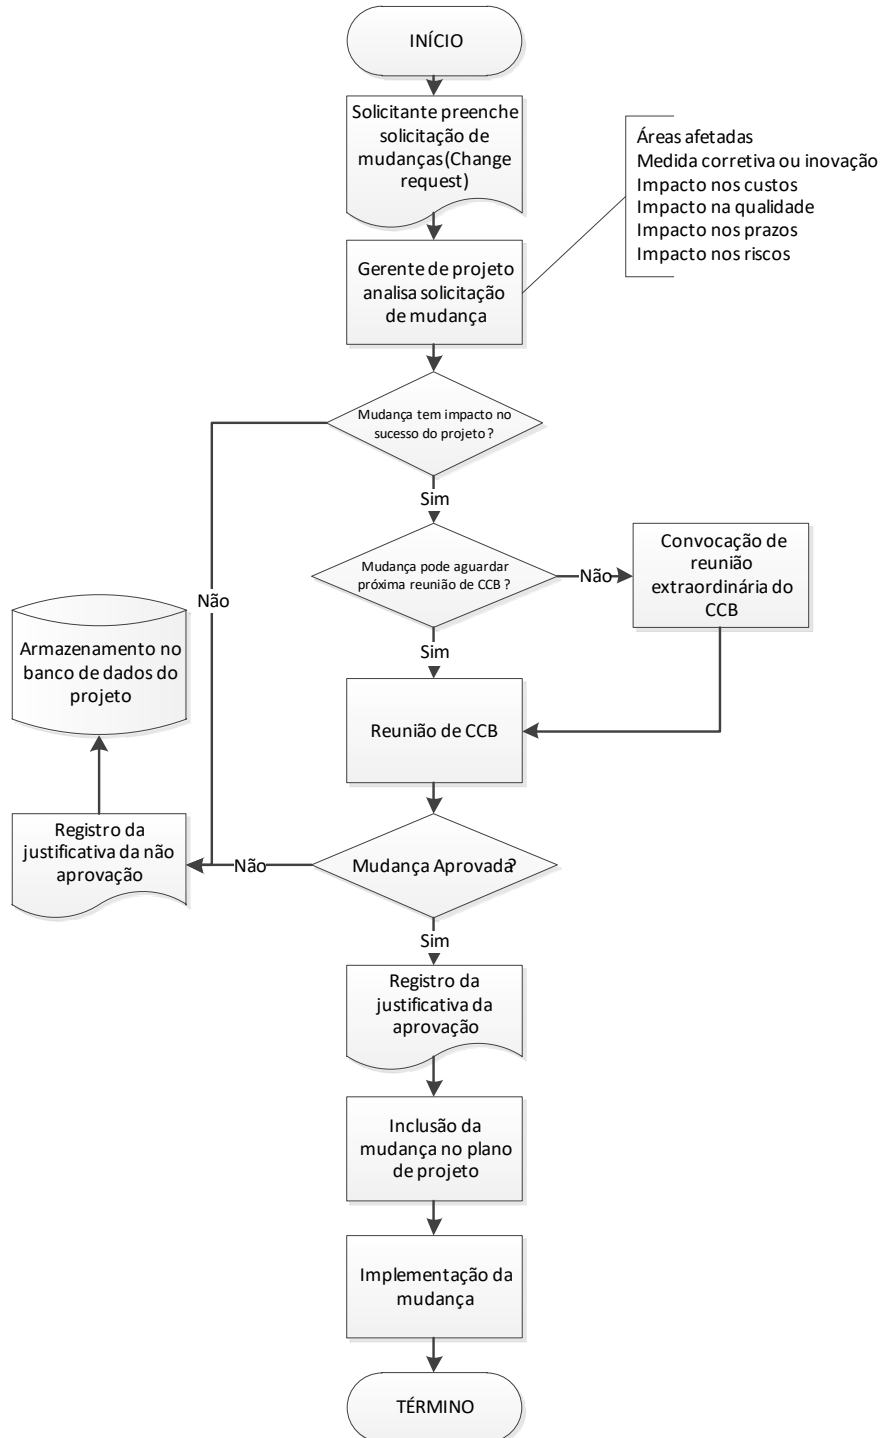 INÍCIO
Solicitante preenche
solicitação de
mudanças(Change
request)
Áreas afetadas
Medida corretiva ou inovação
Impacto nos custos
Impacto na qualidade
Impacto nos prazos
Impacto nos riscos
Gerente de projeto
analisa solicitação
de mudança
Mudança tem impacto no
sucesso do projeto?
Sim
Mudança pode aguardar
próxima reunião de CCB?
Não
Convocação de
reunião
extraordinária do
CCB
Não
Sim
Armazenamento no
banco de dados do
projeto
Reunião de CCB
Registro da
justificativa da não
aprovação
Não
Mudança Aprovada?
Sim
Registro da
justificativa da
aprovação
Inclusão da
mudança no plano
de projeto
Implementação da
mudança
TÉRMINO